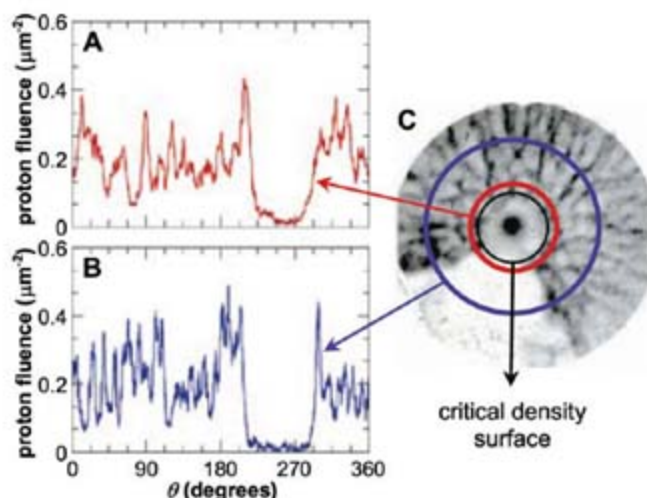 A
proton fluence (μm⁻²)
0.6
0.4
0.2
0
B
proton fluence (μm⁻²)
0.6
0.4
0.2
0
0 90 180 270 360
θ (degrees)
C
critical density
surface